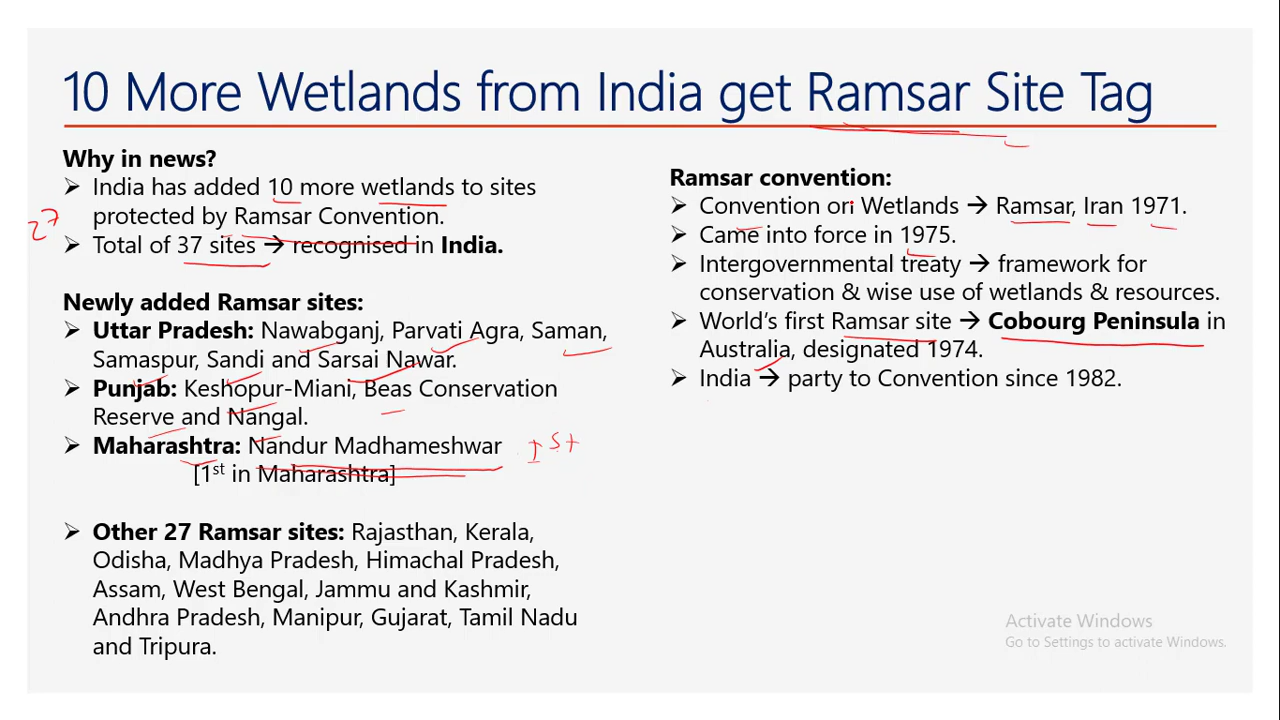 10 More Wetlands from India get Ramsar Site Tag
Why in news?
➢ India has added 10 more wetlands to sites
protected by Ramsar Convention.
27
➢ Total of 37 sites → recognised in India.
Newly added Ramsar sites:
➢ Uttar Pradesh: Nawabganj, Parvati Agra, Saman,
Samaspur, Sandi and Sarsai Nawar.
➢ Punjab: Keshopur-Miani, Beas Conservation
Reserve and Nangal.
➢ Maharashtra: Nandur Madhameshwar
1st
[1st in Maharashtra]
➢ Other 27 Ramsar sites: Rajasthan, Kerala,
Odisha, Madhya Pradesh, Himachal Pradesh,
Assam, West Bengal, Jammu and Kashmir,
Andhra Pradesh, Manipur, Gujarat, Tamil Nadu
and Tripura.
Ramsar convention:
➢ Convention on Wetlands → Ramsar, Iran 1971.
➢ Came into force in 1975.
➢ Intergovernmental treaty → framework for
conservation & wise use of wetlands & resources.
➢ World's first Ramsar site → Cobourg Peninsula in
Australia, designated 1974.
➢ India → party to Convention since 1982.
Activate Windows
Go to Settings to activate Windows.